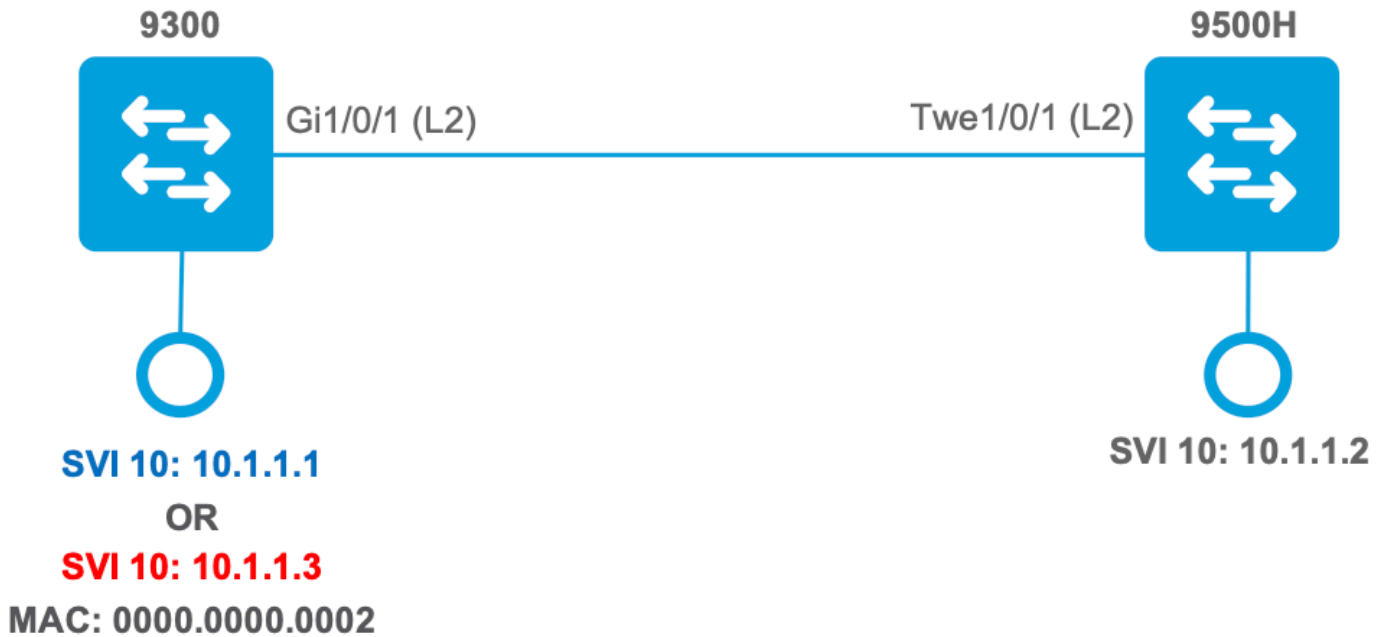 9300
9500H
Gi1/0/1 (L2)
Twe1/0/1 (L2)
SVI 10: 10.1.1.1
OR
SVI 10: 10.1.1.3
MAC: 0000.0000.0002
SVI 10: 10.1.1.2